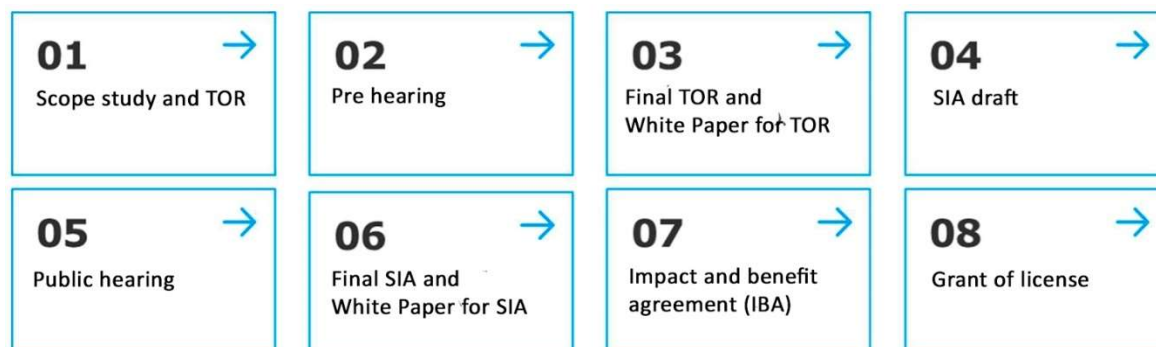 01
Scope study and TOR
02
Pre hearing
03
Final TOR and
White Paper for TOR
04
SIA draft
05
Public hearing
06
Final SIA and
White Paper for SIA
07
Impact and benefit
agreement (IBA)
08
Grant of license